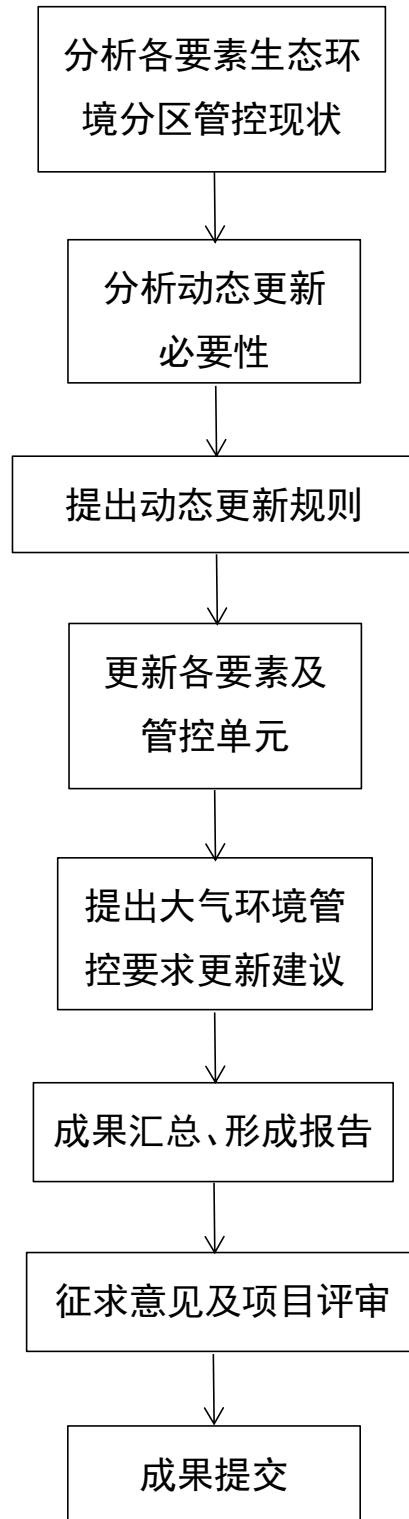 分析各要素生态环
境分区管控现状
分析动态更新
必要性
提出动态更新规则
更新各要素及
管控单元
提出大气环境管
控要求更新建议
成果汇总、形成报告
征求意见及项目评审
成果提交